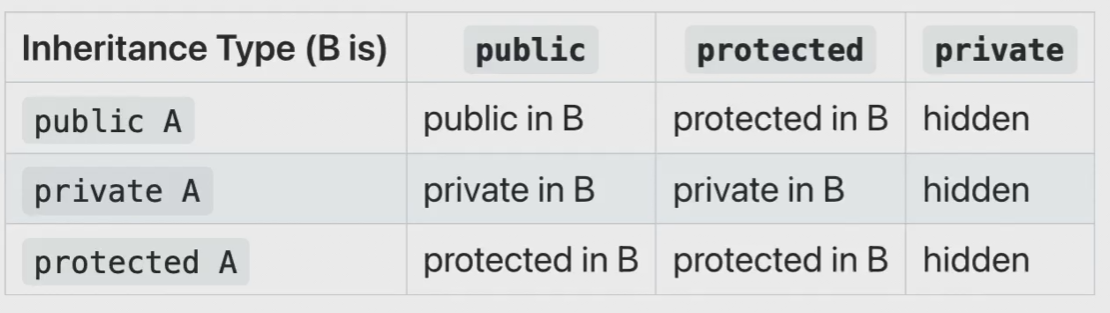 Inheritance Type (B is) public protected private
public A public in B protected in B hidden
private A private in B private in B hidden
protected A protected in B protected in B hidden